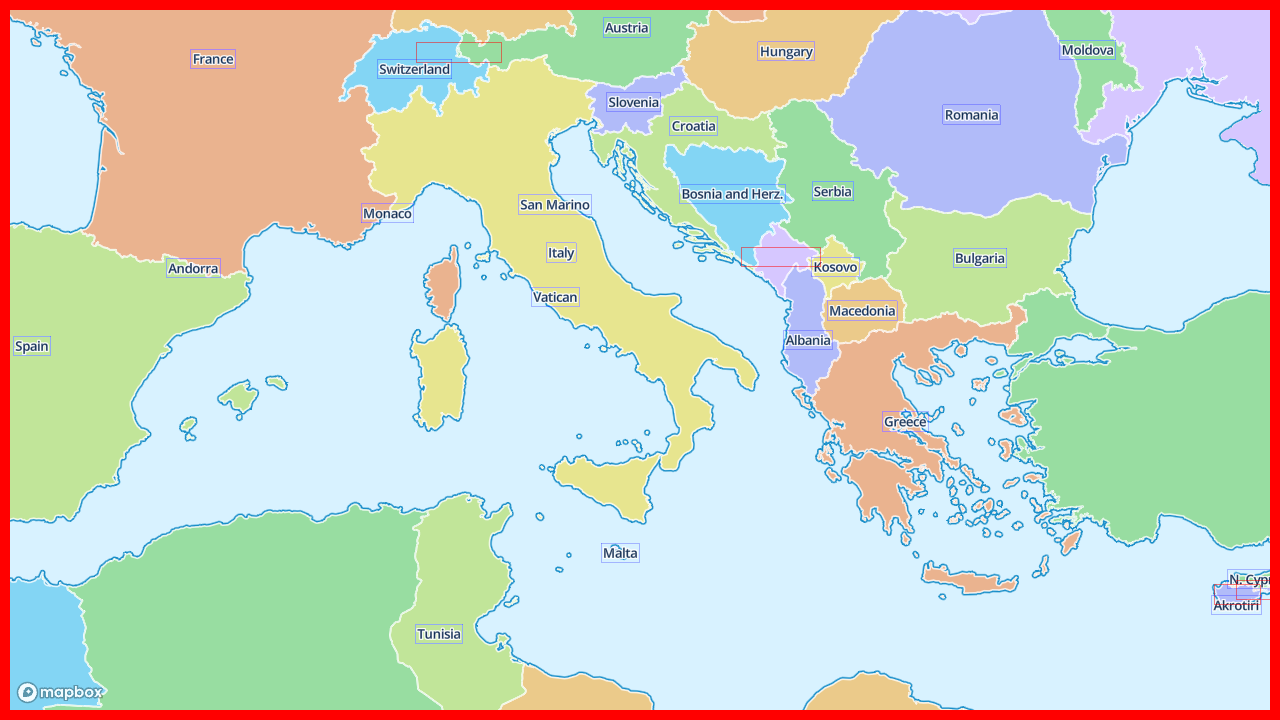 Austria
France
Hungary
Moldova
Switzerland
Slovenia
Romania
Croatia
Serbia
Bosnia and Herz.
San Marino
Monaco
Italy
Bulgaria
Andorra
Kosovo
Vatican
Macedonia
Albania
Spain
Greece
Malta
N. Cyp
Akrotiri
Tunisia
mapbox